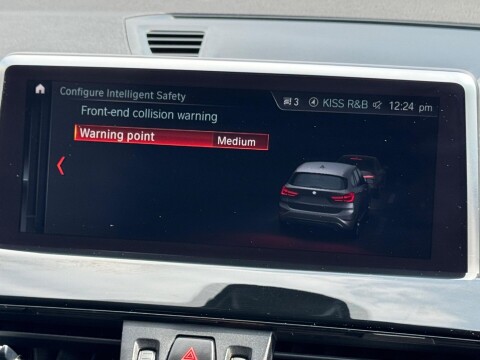 Configure Intelligent Safety
3 KISS R&B 12:24 pm
Front-end collision warning
Warning point Medium